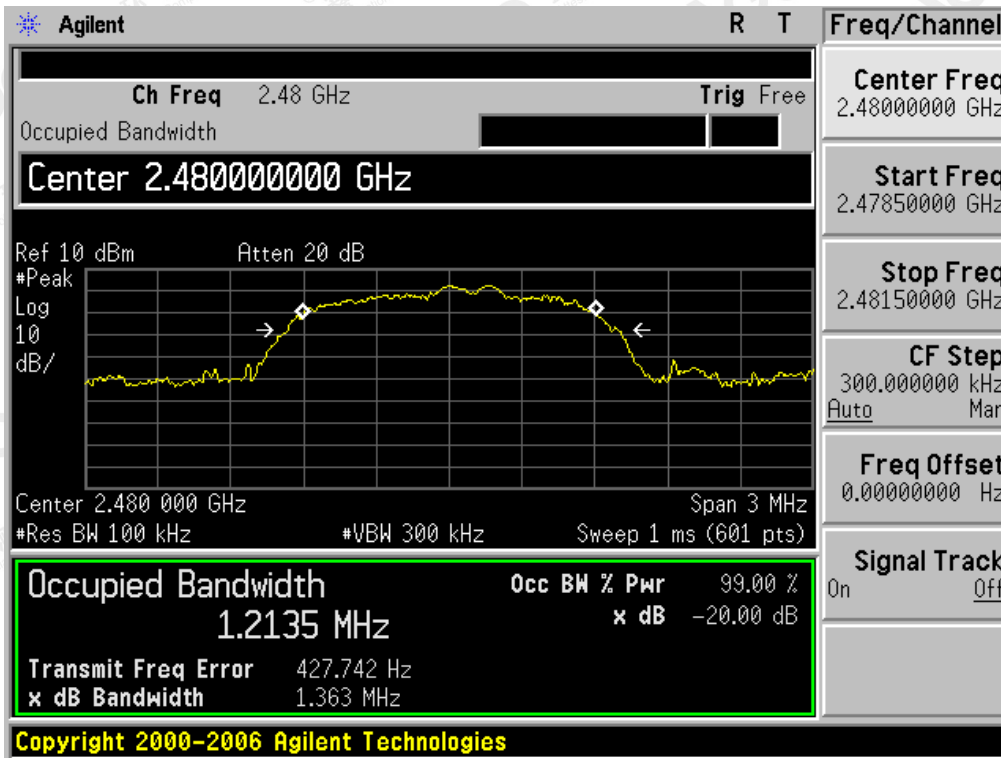 Agilent R T
Freq/Channel
Ch Freq 2.48 GHz Trig Free
Occupied Bandwidth
Center 2.480000000 GHz
Ref 10 dBm Atten 20 dB
#Peak
Log
10
dB/
Center 2.480 000 GHz Span 3 MHz
#Res BW 100 kHz #VBW 300 kHz Sweep 1 ms (601 pts)
Occupied Bandwidth
1.2135 MHz
Occ BW % Pwr 99.00 %
x dB -20.00 dB
Transmit Freq Error 427.742 Hz
x dB Bandwidth 1.363 MHz
Center Freq
2.48000000 GHz
Start Freq
2.47850000 GHz
Stop Freq
2.48150000 GHz
CF Step
300.000000 kHz
Auto Man
Freq Offset
0.00000000 Hz
Signal Track
On Off
Copyright 2000-2006 Agilent Technologies